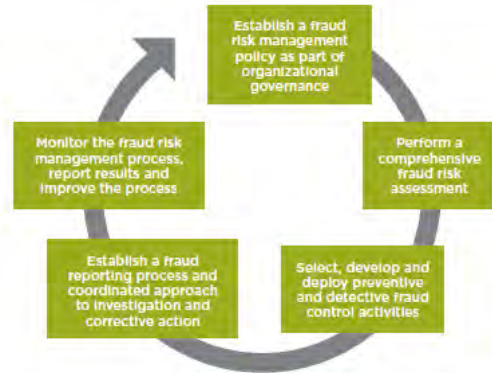 Establish a fraud
risk management
policy as part of
organizational
governance
Perform a
comprehensive
fraud risk
assessment
Select, develop and
deploy preventive
and detective fraud
control activities
Establish a fraud
reporting process and
coordinated approach
to investigation and
corrective action
Monitor the fraud risk
management process,
report results and
improve the process